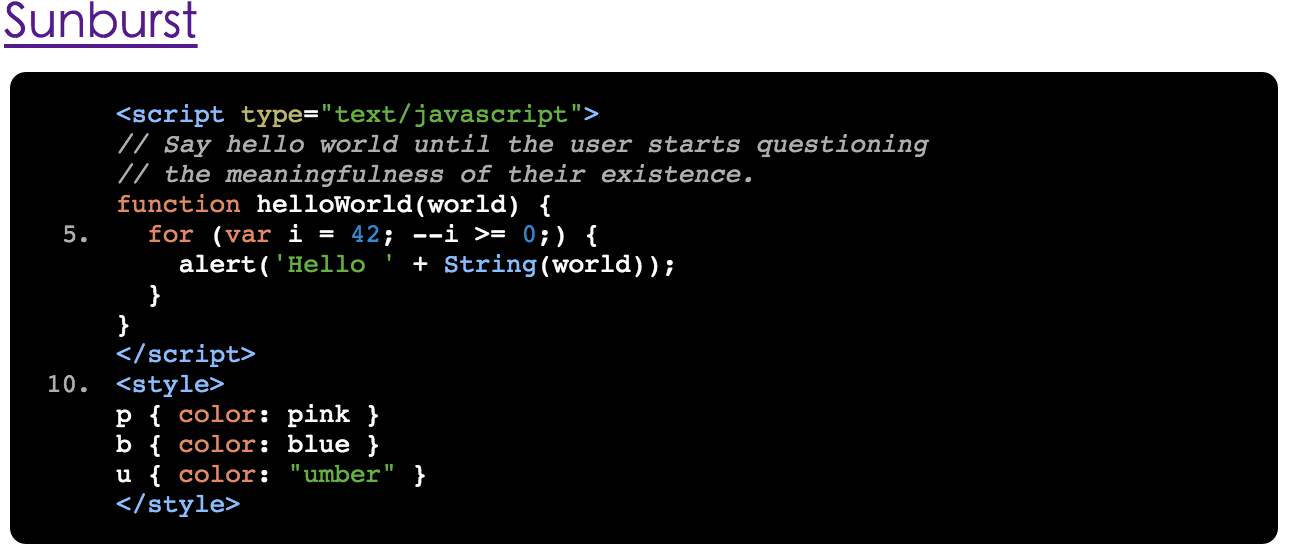 Sunburst
<script type="text/javascript">
// Say hello world until the user starts questioning
// the meaningfulness of their existence.
function helloWorld(world) {
5.   for (var i = 42; --i >= 0;) {
    alert('Hello ' + String(world));
  }
}
</script>
10. <style>
p { color: pink }
b { color: blue }
u { color: "umber" }
</style>